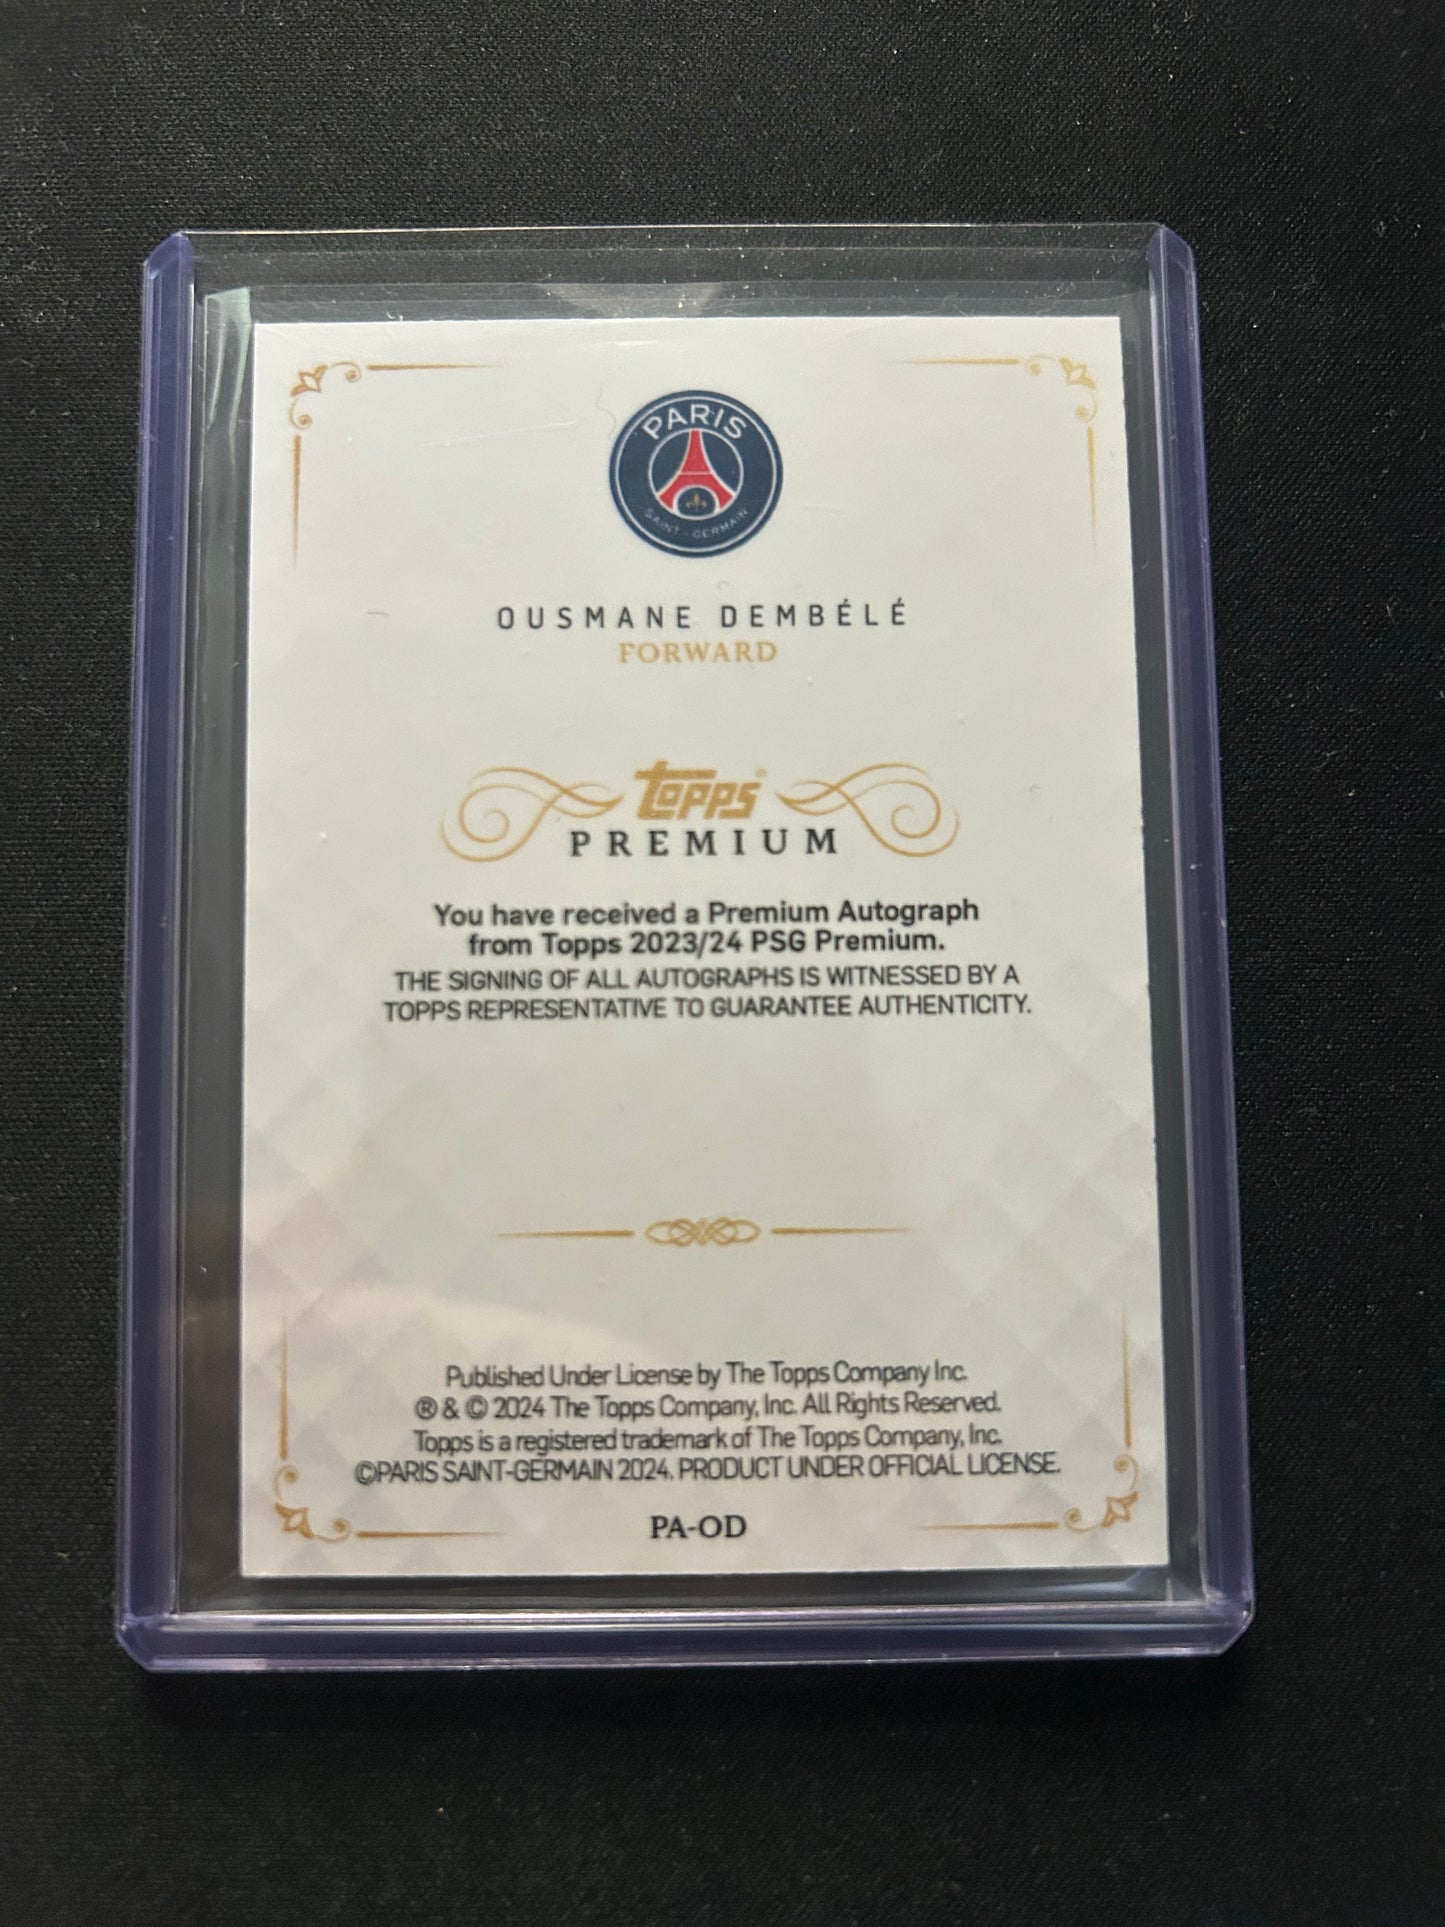 PARIS
SAINT-GERMAIN
OUSMANE DEMBÉLÉ
FORWARD
Topps®
PREMIUM
You have received a Premium Autograph
from Topps 2023/24 PSG Premium.
THE SIGNING OF ALL AUTOGRAPHS IS WITNESSED BY A
TOPPS REPRESENTATIVE TO GUARANTEE AUTHENTICITY.
Published Under License by The Topps Company Inc.
® & © 2024 The Topps Company, Inc. All Rights Reserved.
Topps is a registered trademark of The Topps Company, Inc.
©PARIS SAINT-GERMAIN 2024. PRODUCT UNDER OFFICIAL LICENSE.
PA-OD